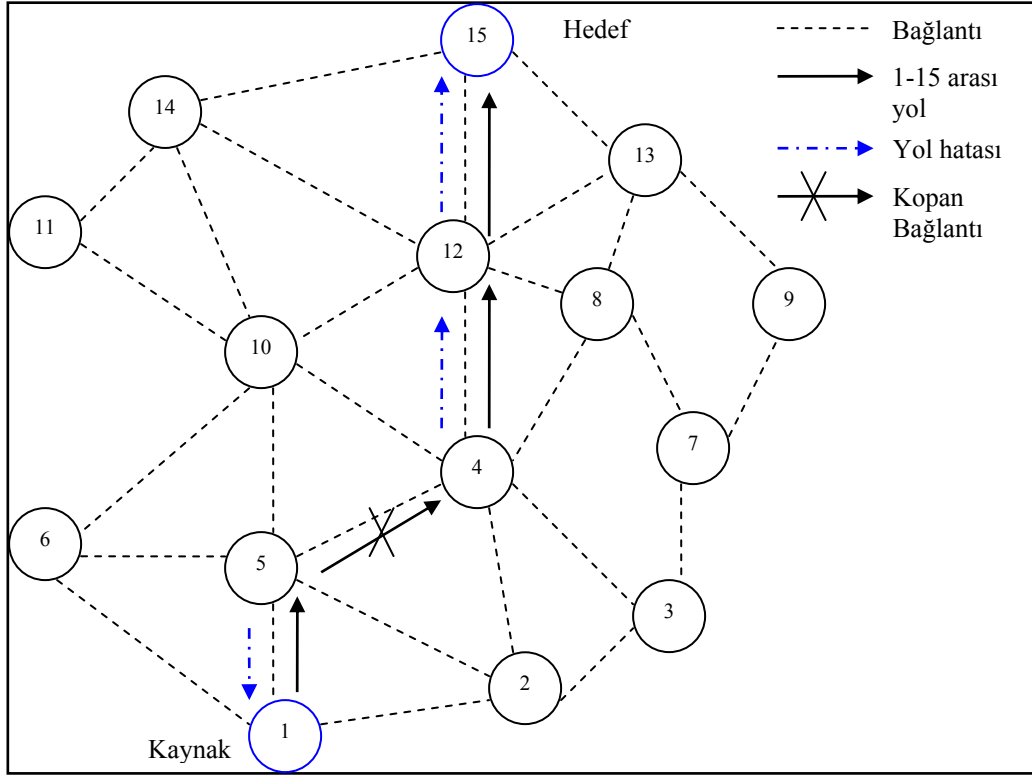 15
Hedef
Bağlantı
1-15 arası
yol
Yol hatası
Kopan
Bağlantı
14
13
11
12
8
9
10
7
4
6
5
3
2
1
Kaynak